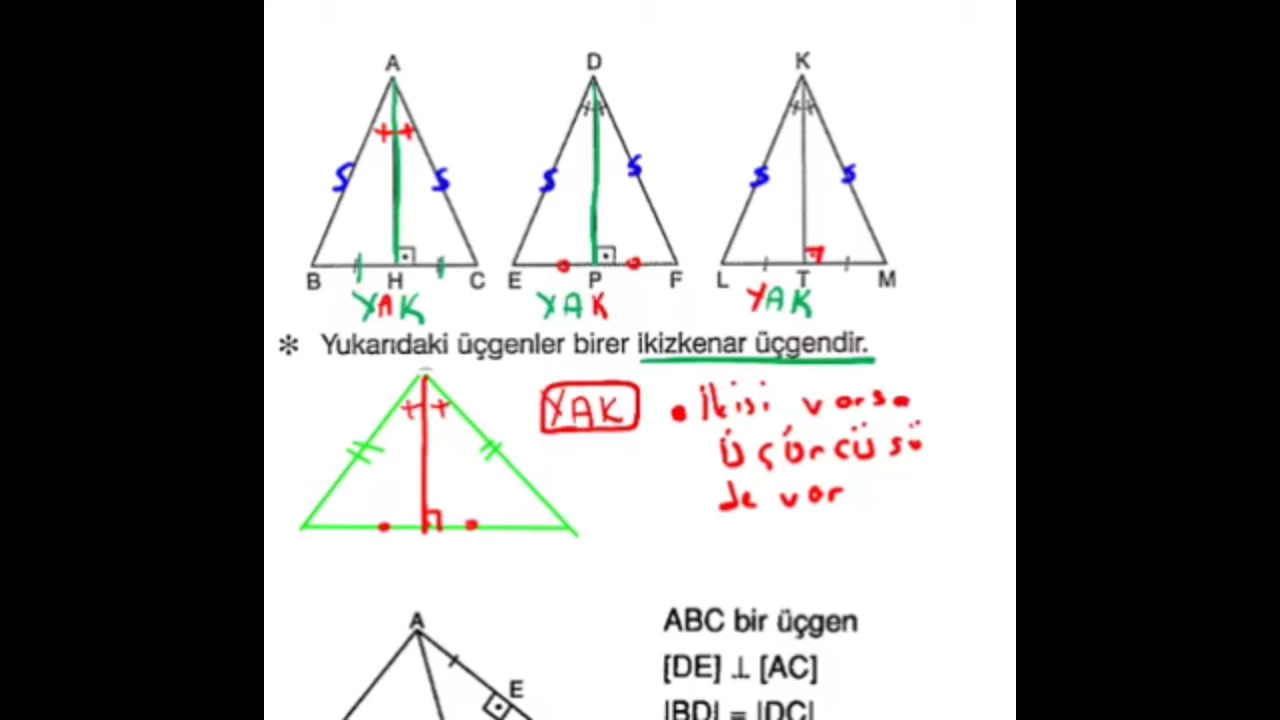 A D K
S S S S S S
B H C E P F L T M
YAK YAK YAK
* Yukarıdaki üçgenler birer ikizkenar üçgendir.
YAK • İkisi varsa
üçüncüsü
de var
A
ABC bir üçgen
E
[DE] ⊥ [AC]
|BD| = |DC|